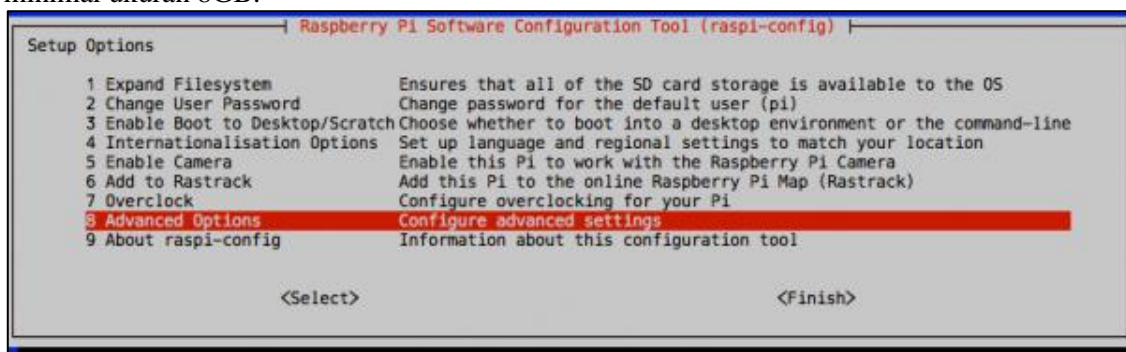 minimal ukuran 8GB.
Raspberry Pi Software Configuration Tool (raspi-config)
Setup Options
1 Expand Filesystem Ensures that all of the SD card storage is available to the OS
2 Change User Password Change password for the default user (pi)
3 Enable Boot to Desktop/Scratch Choose whether to boot into a desktop environment or the command-line
4 Internationalisation Options Set up language and regional settings to match your location
5 Enable Camera Enable this Pi to work with the Raspberry Pi Camera
6 Add to Rastrack Add this Pi to the online Raspberry Pi Map (Rastrack)
7 Overclock Configure overclocking for your Pi
8 Advanced Options Configure advanced settings
9 About raspi-config Information about this configuration tool
<Select> <Finish>